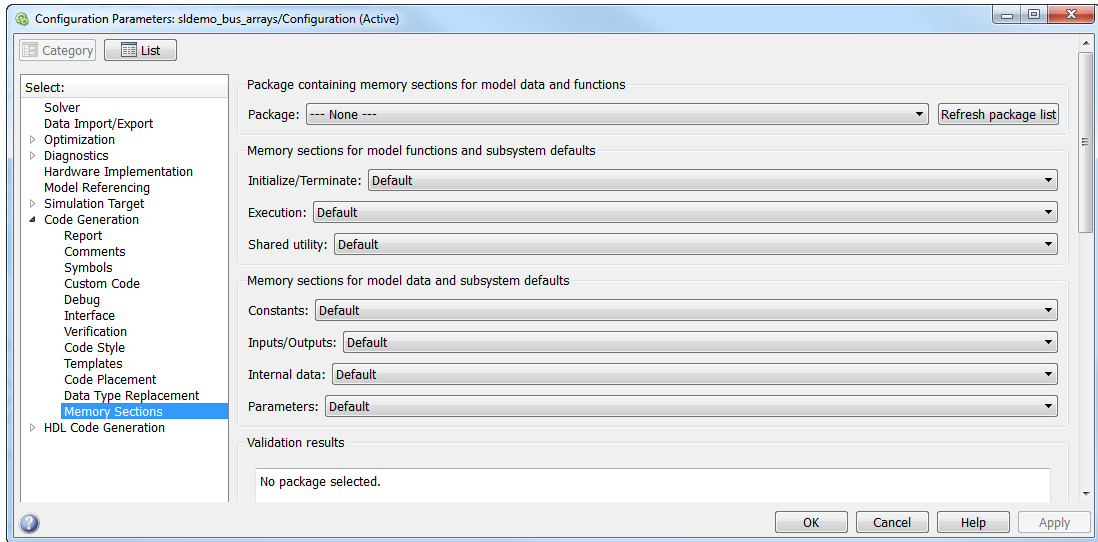 Configuration Parameters: sldemo_bus_arrays/Configuration (Active)
Category
List
Select:
Solver
Data Import/Export
Optimization
Diagnostics
Hardware Implementation
Model Referencing
Simulation Target
Code Generation
Report
Comments
Symbols
Custom Code
Debug
Interface
Verification
Code Style
Templates
Code Placement
Data Type Replacement
Memory Sections
HDL Code Generation
Package containing memory sections for model data and functions
Package: --- None --- Refresh package list
Memory sections for model functions and subsystem defaults
Initialize/Terminate: Default
Execution: Default
Shared utility: Default
Memory sections for model data and subsystem defaults
Constants: Default
Inputs/Outputs: Default
Internal data: Default
Parameters: Default
Validation results
No package selected.
OK Cancel Help Apply